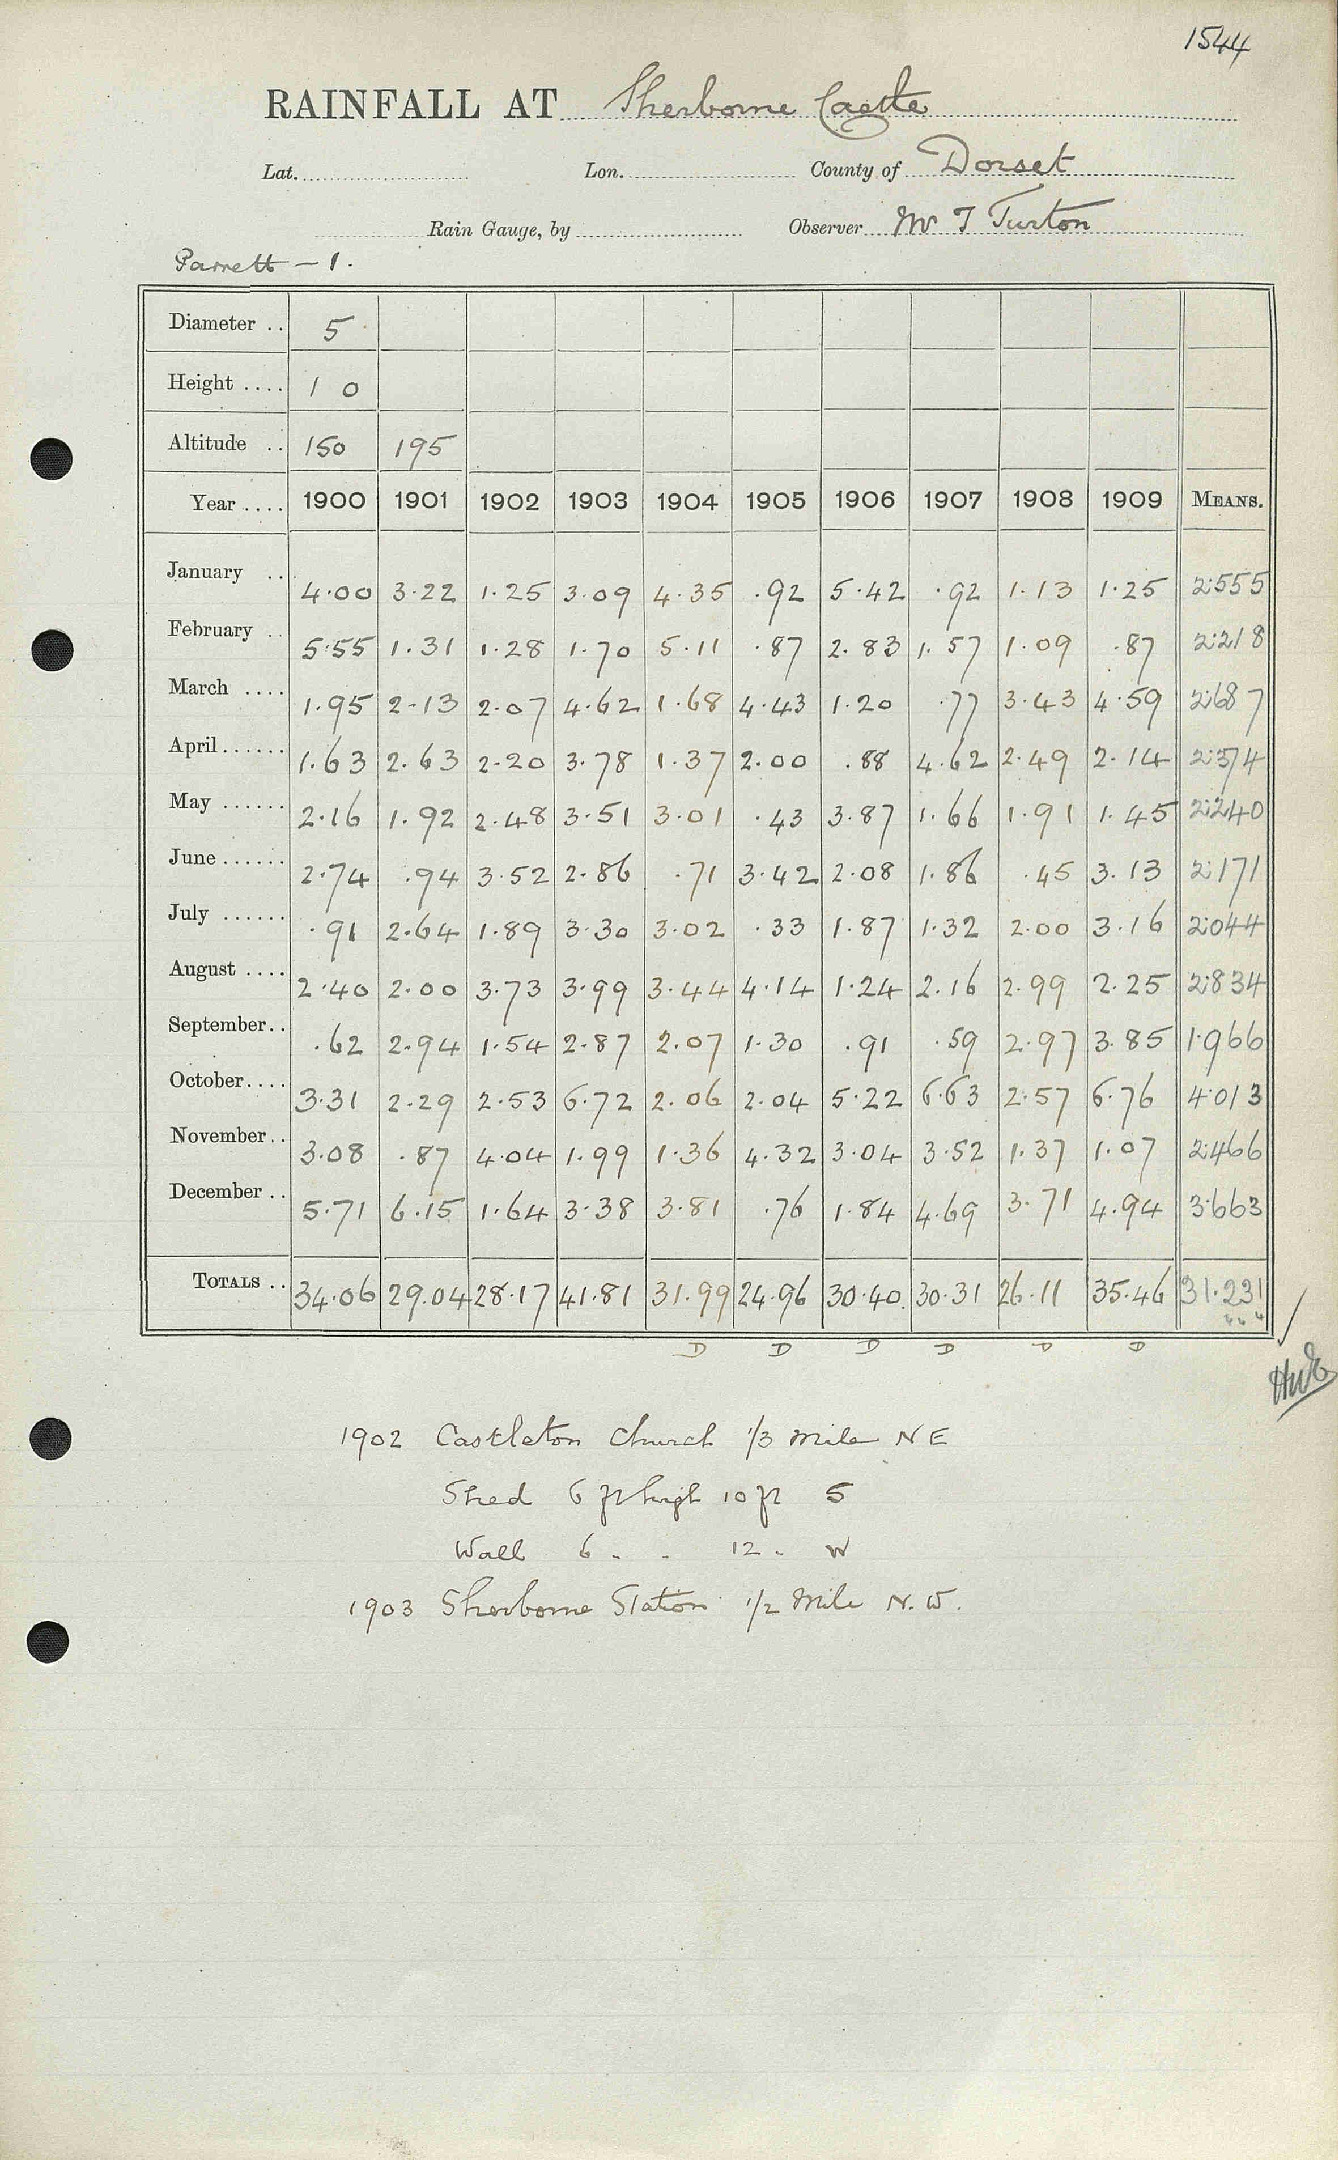 1544
RAINFALL AT Sherborne Castle
Lat. Lon. County of Dorset
Rain Gauge, by Observer Mr T Turton
Parrett - 1.
Diameter .. 5
Height .... 1 0
Altitude .. 150 195
Year .... 1900 1901 1902 1903 1904 1905 1906 1907 1908 1909 MEANS.
January .. 4.00 3.22 1.25 3.09 4.35 .92 5.42 .92 1.13 1.25 2.555
February .. 5.55 1.31 1.28 1.70 5.11 .87 2.83 1.57 1.09 .87 2.218
March .... 1.95 2.13 2.07 4.62 1.68 4.43 1.20 .77 3.43 4.59 2.687
April...... 1.63 2.63 2.20 3.78 1.37 2.00 .88 4.62 2.49 2.14 2.374
May ...... 2.16 1.92 2.48 3.51 3.01 .43 3.87 1.66 1.91 1.45 2.240
June...... 2.74 .94 3.52 2.86 .71 3.42 2.08 1.86 .45 3.13 2.171
July ...... .91 2.64 1.89 3.30 3.02 .33 1.87 1.32 2.00 3.16 2.044
August .... 2.40 2.00 3.73 3.99 3.44 4.14 1.24 2.16 2.99 2.25 2.834
September.. .62 2.94 1.54 2.87 2.07 1.30 .91 .59 2.97 3.85 1.966
October.... 3.31 2.29 2.53 6.72 2.06 2.04 5.22 6.63 2.57 6.76 4.013
November.. 3.08 .87 4.04 1.99 1.36 4.32 3.04 3.52 1.37 1.07 2.466
December .. 5.71 6.15 1.64 3.38 3.81 .76 1.84 4.69 3.71 4.94 3.663
TOTALS .. 34.06 29.04 28.17 41.81 31.99 24.96 30.40 30.31 26.11 35.46 31.231
D D D D D D
1902 Castleton Church 1/3 Mile NE
Shed 6 ft high 10 ft S
Wall 6 . . 12 . W
1903 Sherborne Station 1/2 Mile N.W.